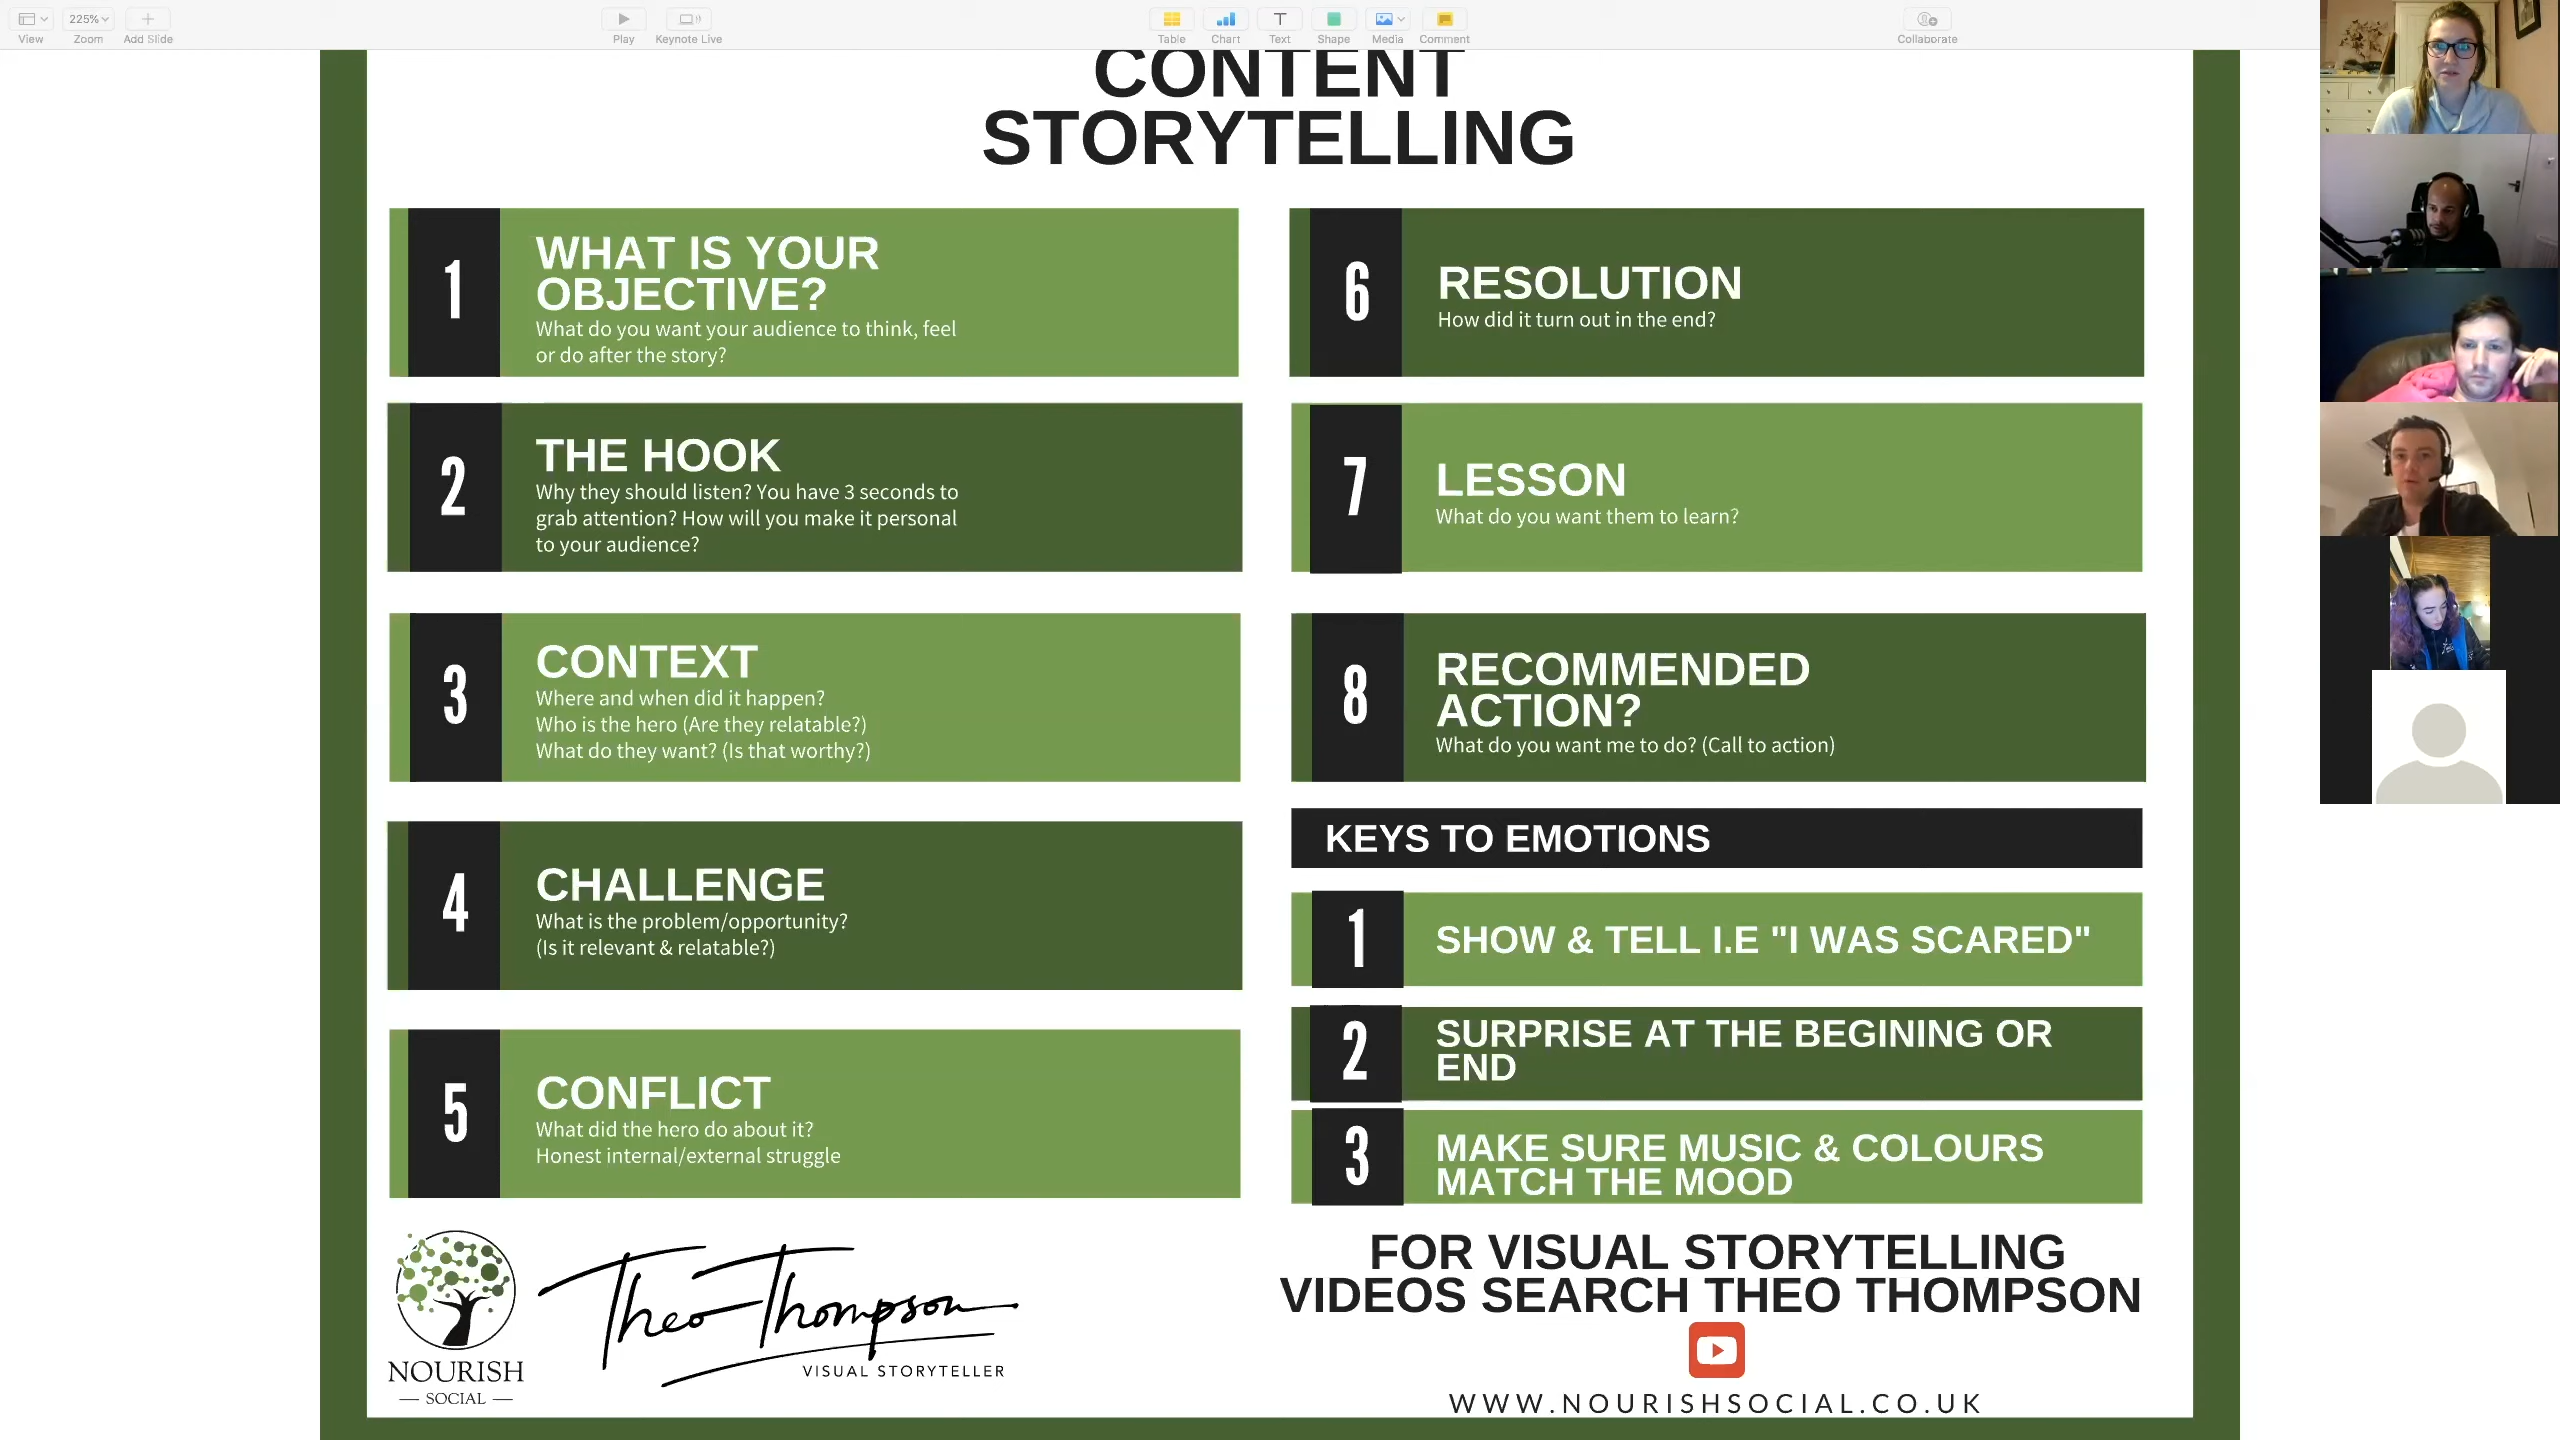 225%
View
Zoom
Add Slide
Play
Keynote Live
Table
Chart
Text
Shape
Media
Comment
Collaborate
CONTENT
STORYTELLING
1
WHAT IS YOUR
OBJECTIVE?
What do you want your audience to think, feel
or do after the story?
2
THE HOOK
Why they should listen? You have 3 seconds to
grab attention? How will you make it personal
to your audience?
3
CONTEXT
Where and when did it happen?
Who is the hero (Are they relatable?)
What do they want? (Is that worthy?)
4
CHALLENGE
What is the problem/opportunity?
(Is it relevant & relatable?)
5
CONFLICT
What did the hero do about it?
Honest internal/external struggle
6
RESOLUTION
How did it turn out in the end?
7
LESSON
What do you want them to learn?
8
RECOMMENDED
ACTION?
What do you want me to do? (Call to action)
KEYS TO EMOTIONS
1
SHOW & TELL I.E "I WAS SCARED"
2
SURPRISE AT THE BEGINING OR
END
3
MAKE SURE MUSIC & COLOURS
MATCH THE MOOD
NOURISH
SOCIAL
Theo Thompson
VISUAL STORYTELLER
FOR VISUAL STORYTELLING
VIDEOS SEARCH THEO THOMPSON
WWW.NOURISHSOCIAL.CO.UK